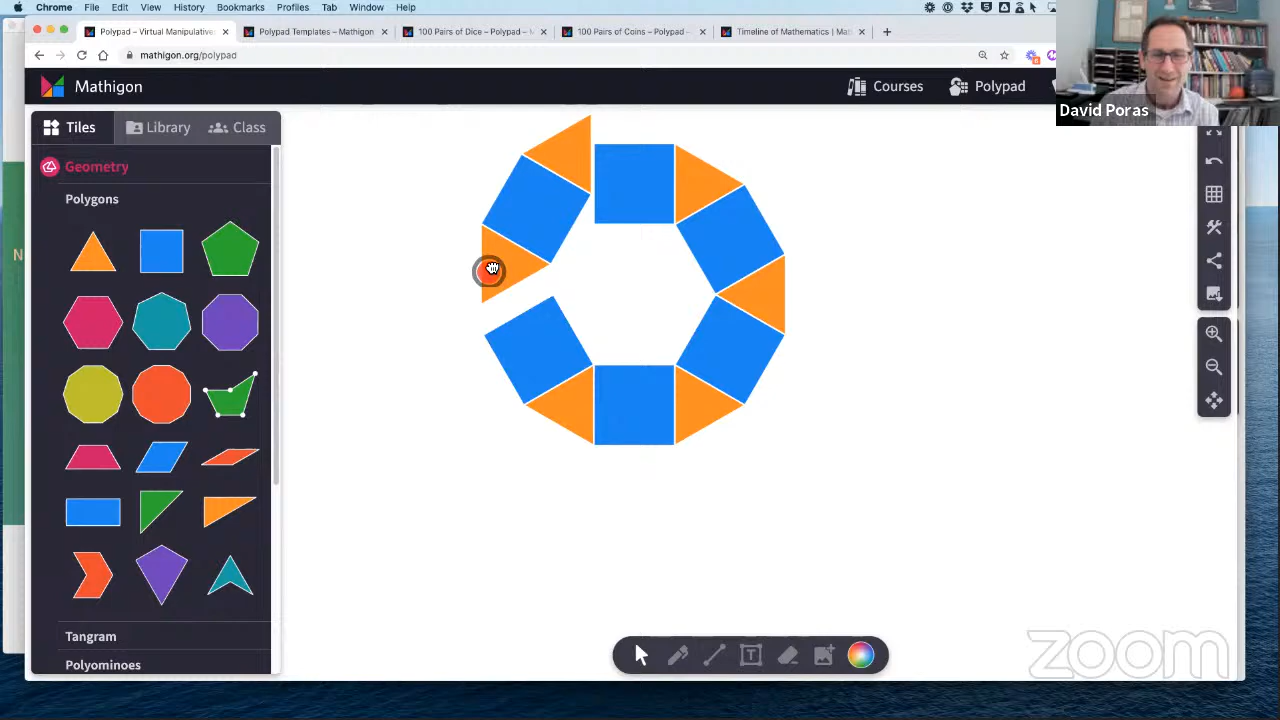 Chrome File Edit View History Bookmarks Profiles Tab Window Help
Polypad – Virtual Manipulative
Polypad Templates – Mathigon
100 Pairs of Dice – Polypad –
100 Pairs of Coins – Polypad –
Timeline of Mathematics | Mat
mathigon.org/polypad
Mathigon
Courses
Polypad
David Poras
Tiles
Library
Class
Geometry
Polygons
N
T
Tangram
Polyominoes
zoom